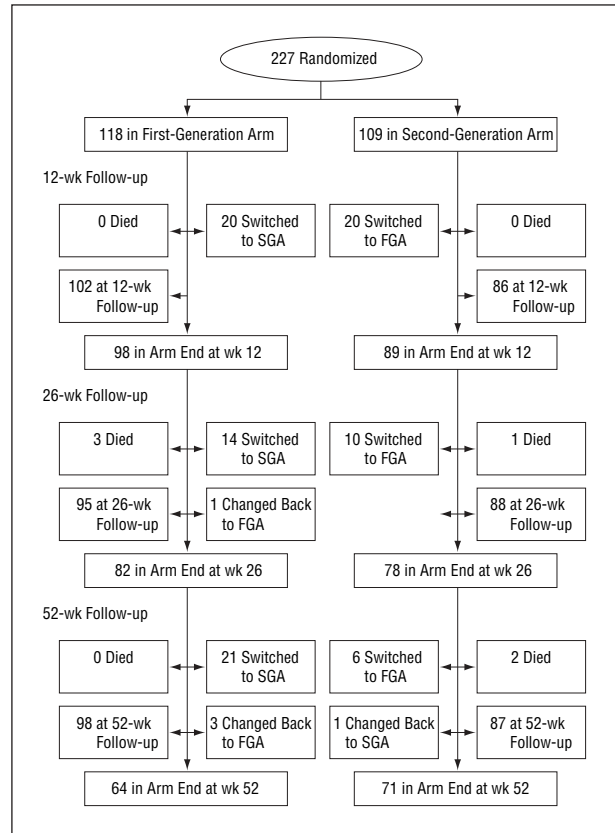 227 Randomized
118 in First-Generation Arm
109 in Second-Generation Arm
12-wk Follow-up
0 Died
20 Switched
to SGA
20 Switched
to FGA
0 Died
102 at 12-wk
Follow-up
86 at 12-wk
Follow-up
98 in Arm End at wk 12
89 in Arm End at wk 12
26-wk Follow-up
3 Died
14 Switched
to SGA
10 Switched
to FGA
1 Died
95 at 26-wk
Follow-up
1 Changed Back
to FGA
88 at 26-wk
Follow-up
82 in Arm End at wk 26
78 in Arm End at wk 26
52-wk Follow-up
0 Died
21 Switched
to SGA
6 Switched
to FGA
2 Died
98 at 52-wk
Follow-up
3 Changed Back
to FGA
1 Changed Back
to SGA
87 at 52-wk
Follow-up
64 in Arm End at wk 52
71 in Arm End at wk 52